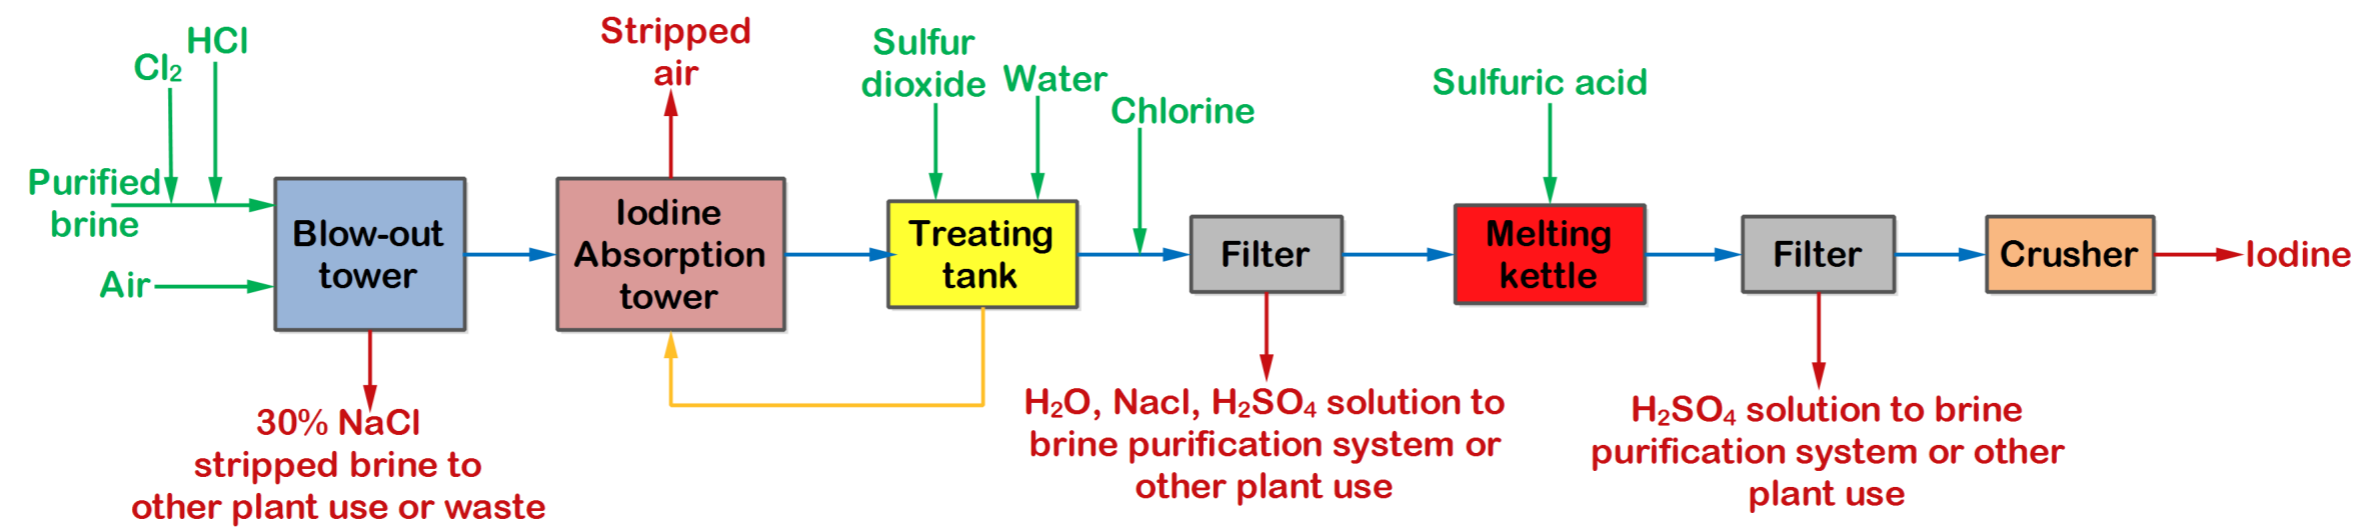 Cl₂
HCl
Purified
brine
Air
Blow-out
tower
30% NaCl
stripped brine to
other plant use or waste
Stripped
air
Iodine
Absorption
tower
Sulfur
dioxide
Water
Chlorine
Treating
tank
Filter
H₂O, Nacl, H₂SO₄ solution to
brine purification system or
other plant use
Sulfuric acid
Melting
kettle
Filter
H₂SO₄ solution to brine
purification system or other
plant use
Crusher
Iodine